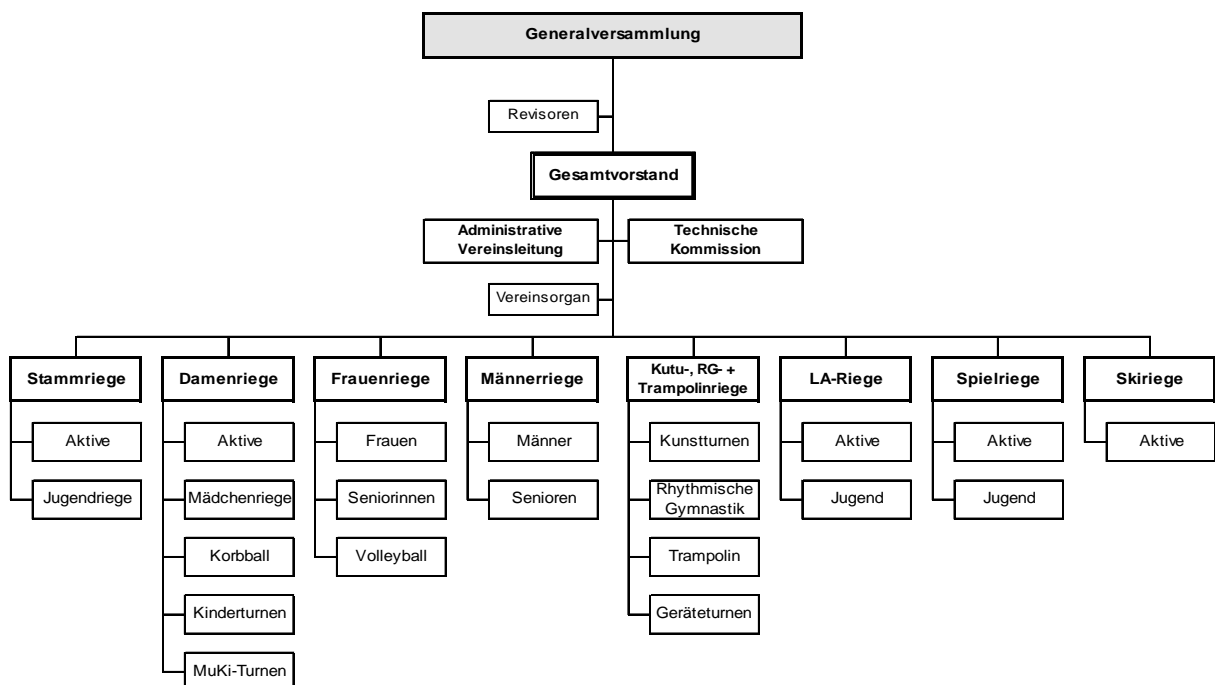 Generalversammlung
Revisoren
Gesamtvorstand
Administrative
Vereinsleitung
Technische
Kommission
Vereinsorgan
Stammriege
Damenriege
Frauenriege
Männerriege
Kutu-, RG- +
Trampolinriege
LA-Riege
Spielriege
Skiriege
Aktive
Aktive
Frauen
Männer
Kunstturnen
Aktive
Aktive
Aktive
Jugendriege
Mädchenriege
Seniorinnen
Senioren
Rhythmische
Gymnastik
Jugend
Jugend
Korbball
Volleyball
Trampolin
Kinderturnen
Geräteturnen
MuKi-Turnen